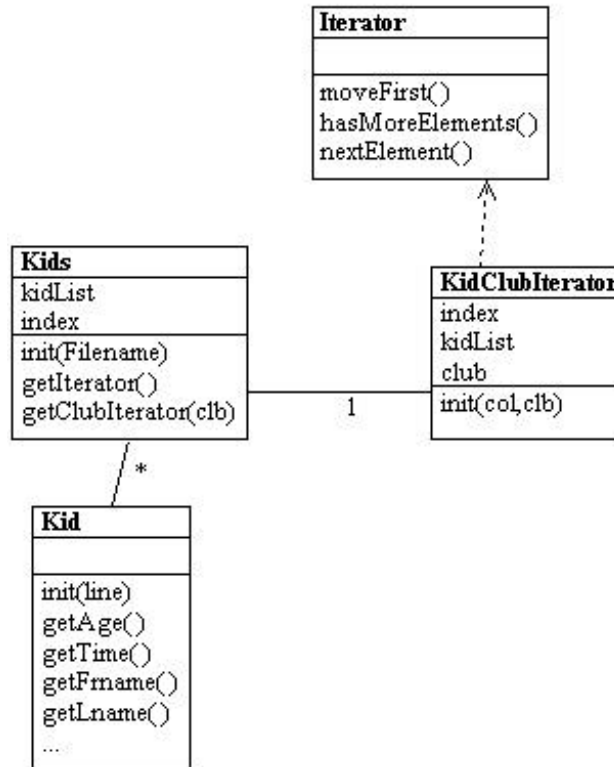 Iterator
moveFirst()
hasMoreElements()
nextElement()
Kids
kidList
index
init(Filename)
getIterator()
getClubIterator(clb)
KidClubIterator
index
kidList
club
init(col,clb)
1
*
Kid
init(line)
getAge()
getTime()
getFrname()
getLname()
...